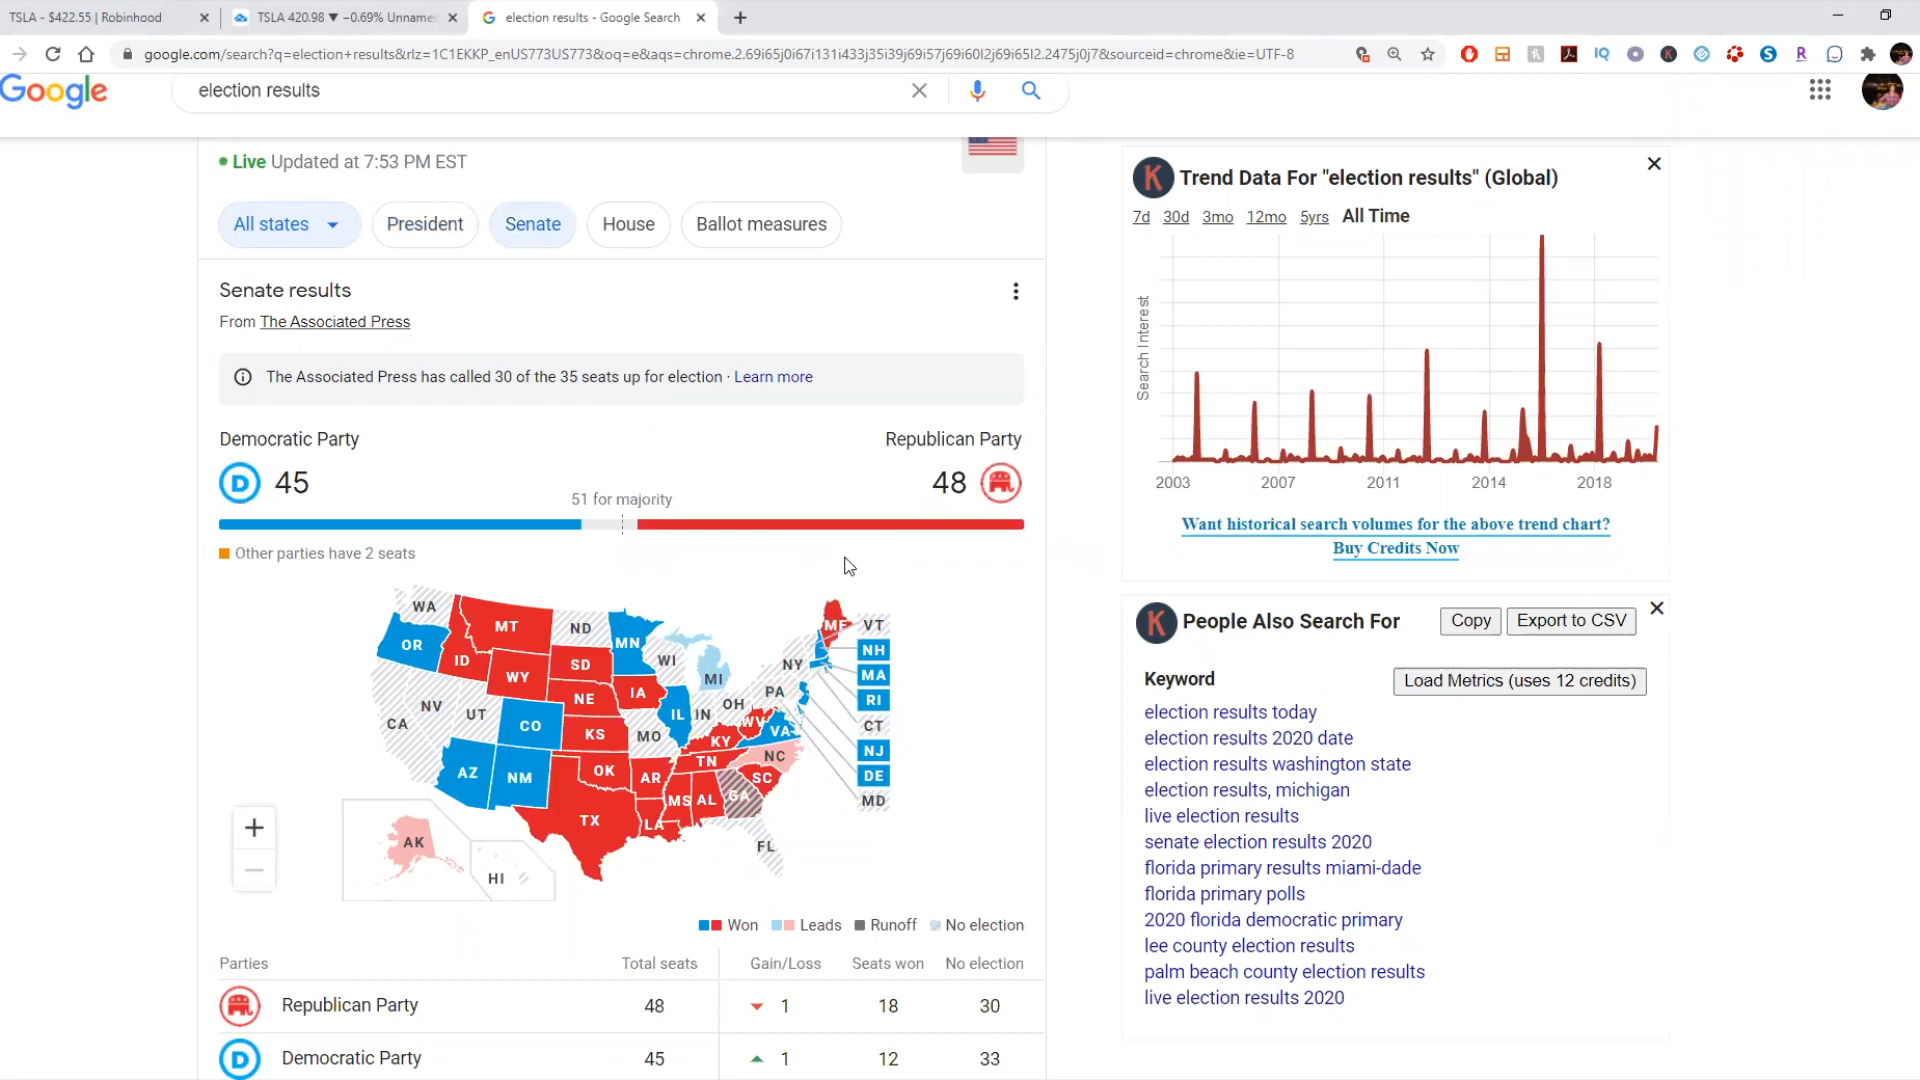 TSLA - $422.55 | Robinhood
TSLA 420.98 ▼ −0.69% Unname
election results - Google Search
google.com/search?q=election+results&rlz=1C1EKKP_enUS773US773&oq=e&aqs=chrome.2.69i65j0i67i131i433j35i39j69i57j69i60l2j69i65l2.2475j0j7&sourceid=chrome&ie=UTF-8
Google
election results
Live Updated at 7:53 PM EST
All states
President
Senate
House
Ballot measures
Senate results
From The Associated Press
The Associated Press has called 30 of the 35 seats up for election · Learn more
Democratic Party
Republican Party
D 45
48
51 for majority
Other parties have 2 seats
WA
MT
ND
MN
ME
VT
OR
ID
SD
WI
NY
NH
WY
MI
MA
NE
IA
PA
RI
NV
UT
CO
IL
IN
OH
WV
VA
CT
CA
KS
MO
KY
NJ
AZ
NM
OK
AR
TN
NC
DE
MS
AL
GA
SC
MD
TX
LA
FL
AK
HI
+
−
Won
Leads
Runoff
No election
Parties
Total seats
Gain/Loss
Seats won
No election
Republican Party
48
1
18
30
D
Democratic Party
45
1
12
33
K
Trend Data For "election results" (Global)
7d 30d 3mo 12mo 5yrs All Time
Search Interest
2003 2007 2011 2014 2018
Want historical search volumes for the above trend chart?
Buy Credits Now
K
People Also Search For
Copy
Export to CSV
Keyword
Load Metrics (uses 12 credits)
election results today
election results 2020 date
election results washington state
election results, michigan
live election results
senate election results 2020
florida primary results miami-dade
florida primary polls
2020 florida democratic primary
lee county election results
palm beach county election results
live election results 2020